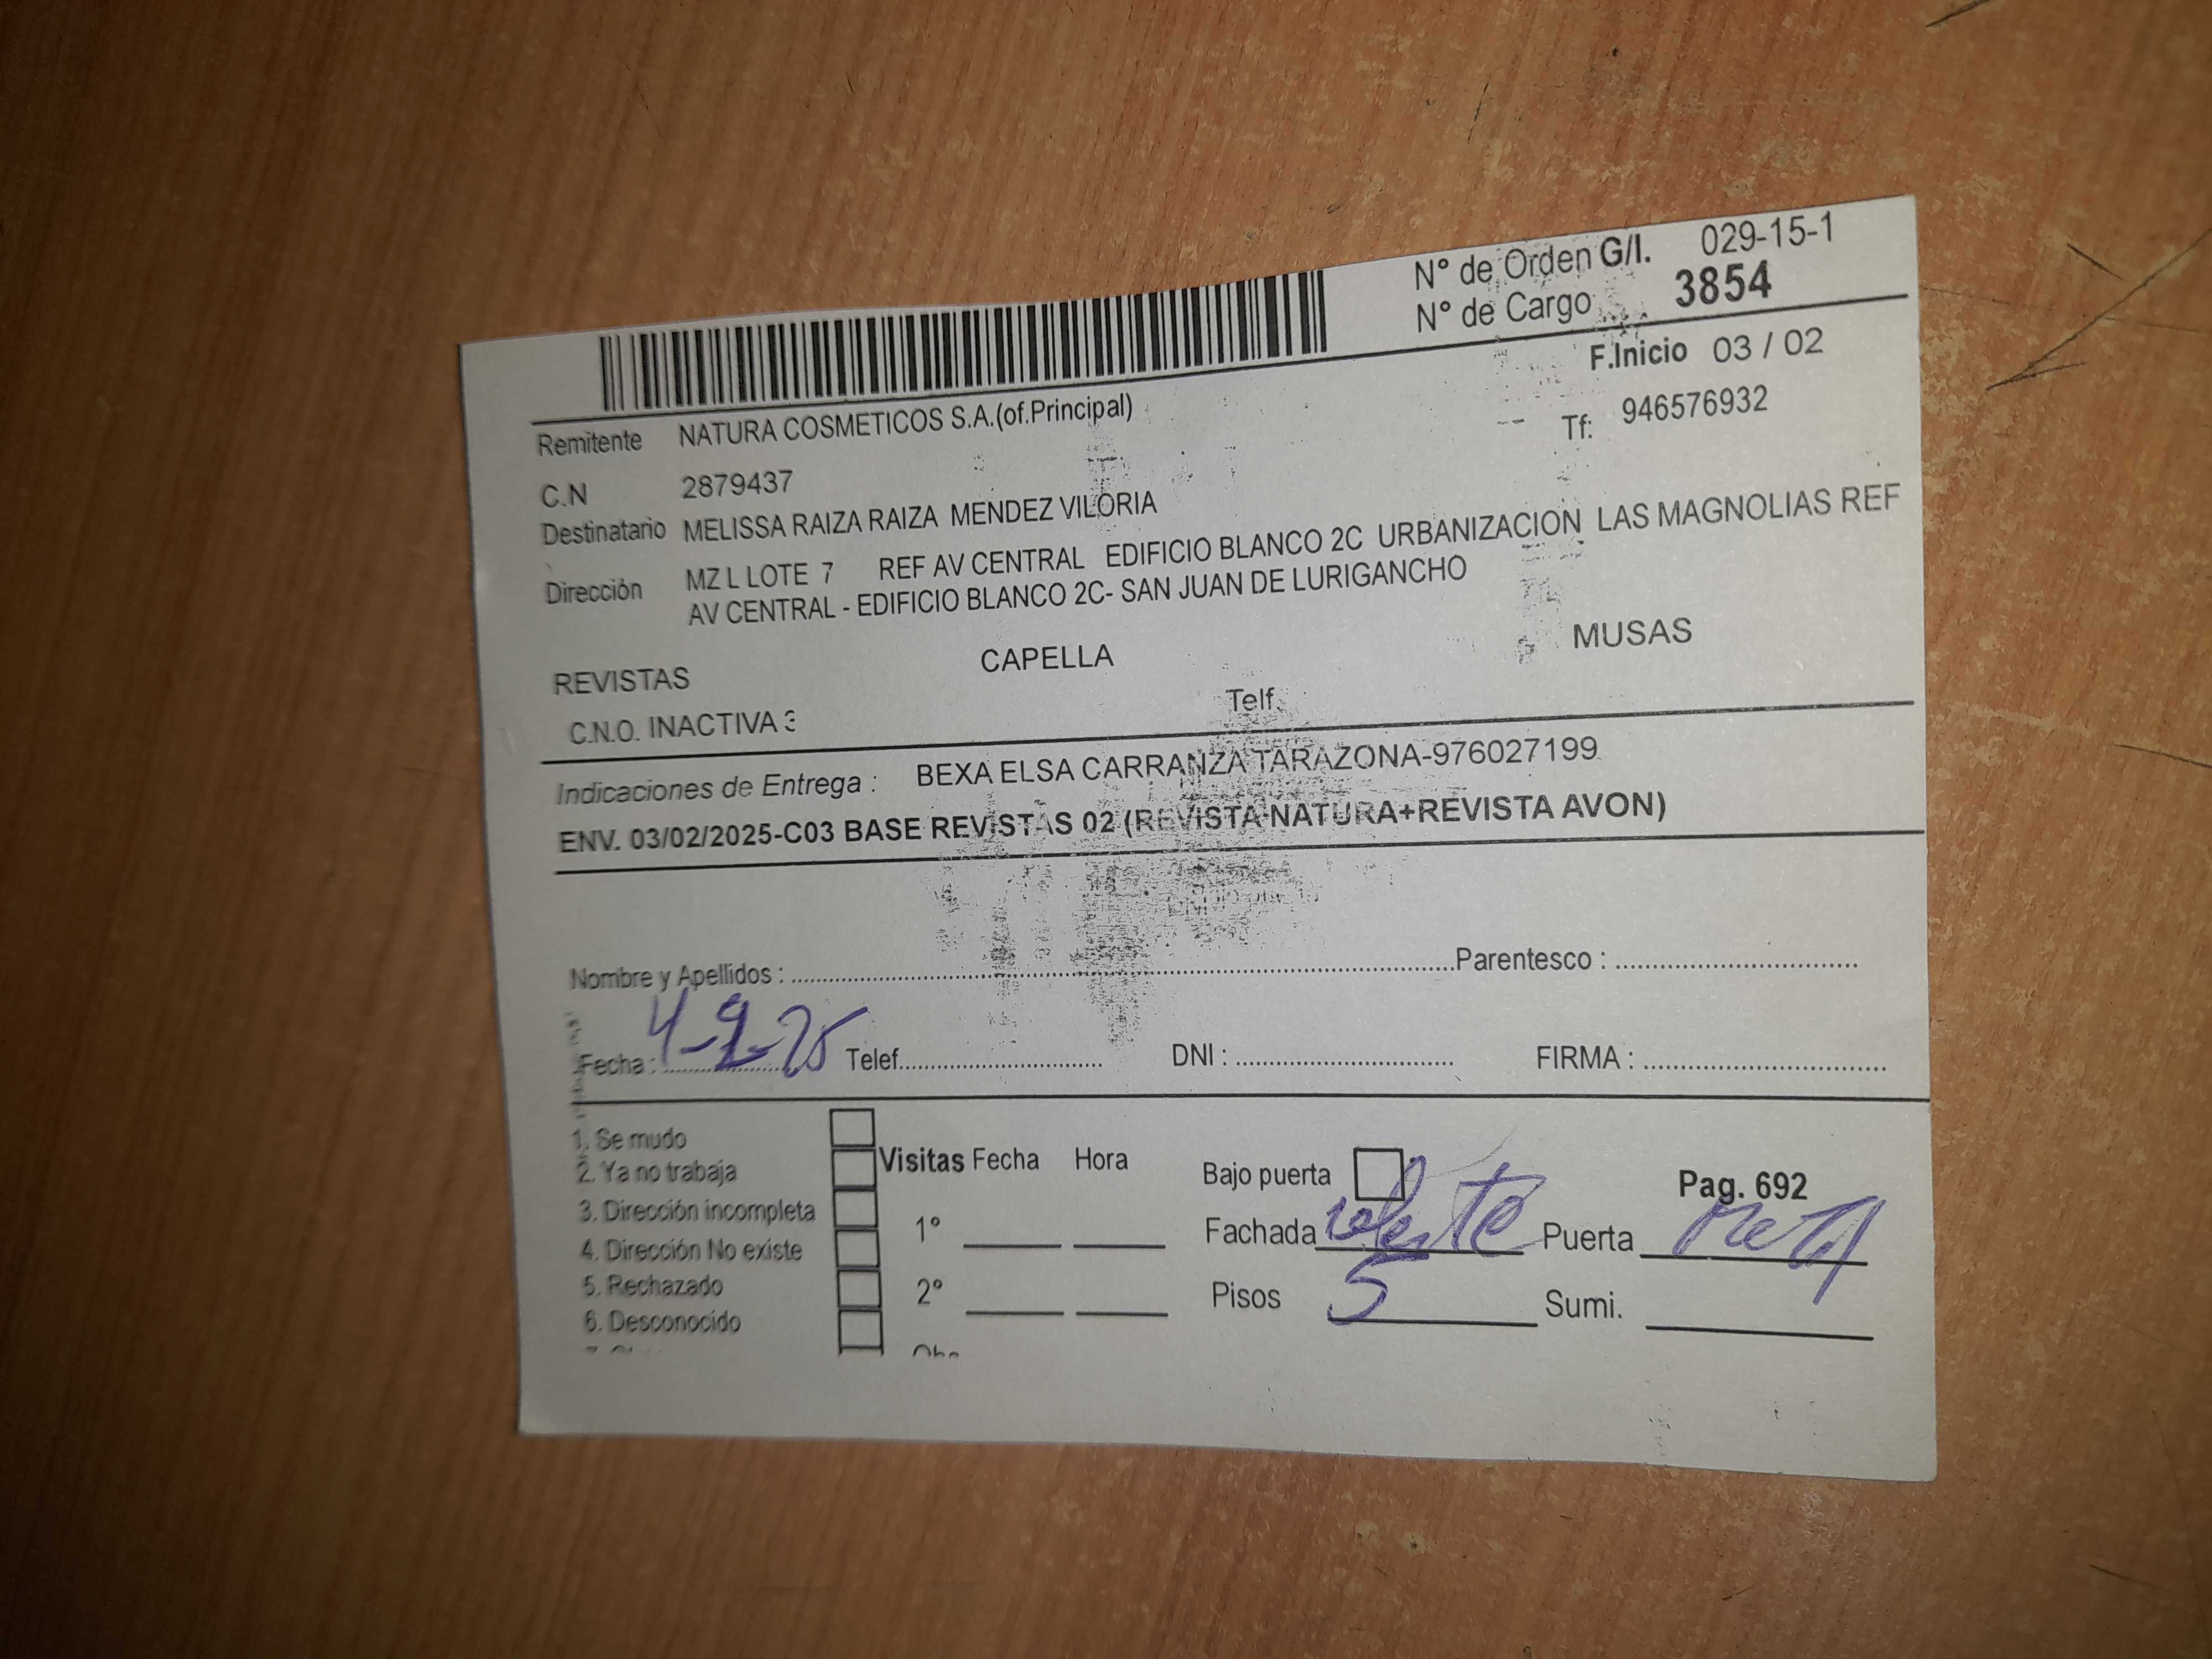 N° de Orden G/I. 029-15-1
N° de Cargo 3854
F.Inicio 03 / 02
Remitente NATURA COSMETICOS S.A.(of.Principal) Tf: 946576932
C.N 2879437
Destinatario MELISSA RAIZA RAIZA MENDEZ VILORIA
Dirección MZ L LOTE 7 REF AV CENTRAL EDIFICIO BLANCO 2C URBANIZACION LAS MAGNOLIAS REF
AV CENTRAL - EDIFICIO BLANCO 2C- SAN JUAN DE LURIGANCHO
REVISTAS CAPELLA MUSAS
C.N.O. INACTIVA 3 Telf.
Indicaciones de Entrega : BEXA ELSA CARRANZA TARAZONA-976027199
ENV. 03/02/2025-C03 BASE REVISTAS 02 (REVISTA NATURA+REVISTA AVON)
Nombre y Apellidos : Parentesco :
Fecha : 4-2-25 Telef. DNI : FIRMA :
1. Se mudo
2. Ya no trabaja Visitas Fecha Hora Bajo puerta Pag. 692
3. Dirección incompleta 1° Fachada celeste Puerta
4. Dirección No existe
5. Rechazado 2° Pisos 5 Sumi.
6. Desconocido